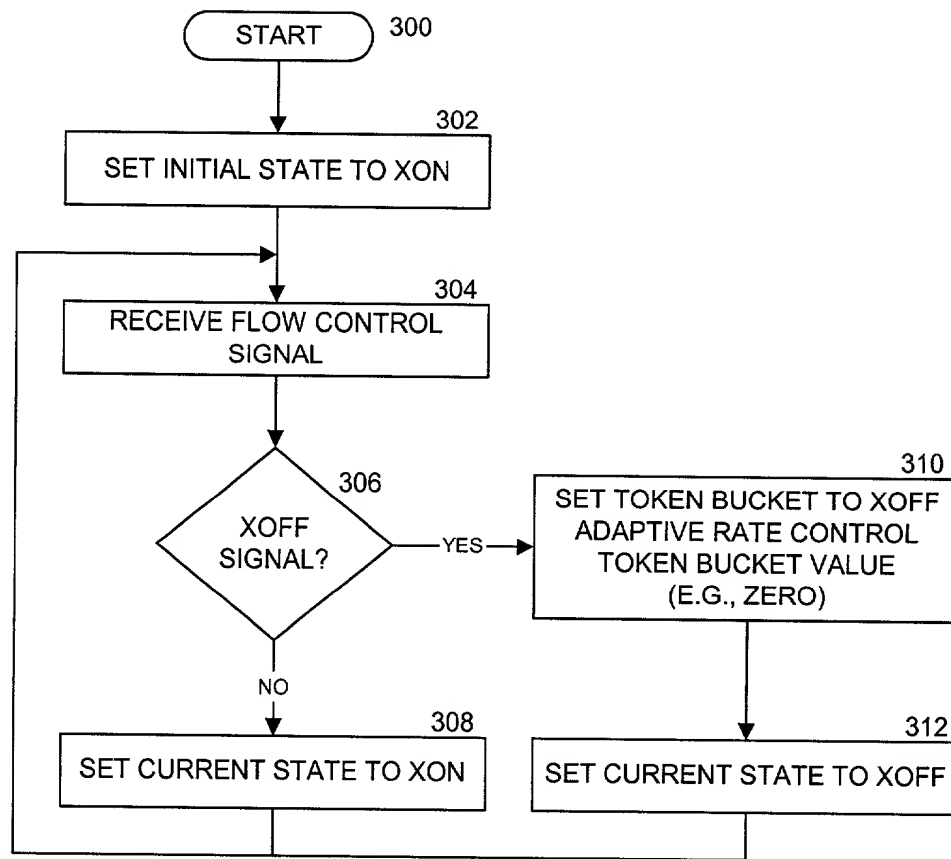 START
300
302
SET INITIAL STATE TO XON
304
RECEIVE FLOW CONTROL
SIGNAL
306
XOFF
SIGNAL?
YES
310
SET TOKEN BUCKET TO XOFF
ADAPTIVE RATE CONTROL
TOKEN BUCKET VALUE
(E.G., ZERO)
NO
308
SET CURRENT STATE TO XON
312
SET CURRENT STATE TO XOFF